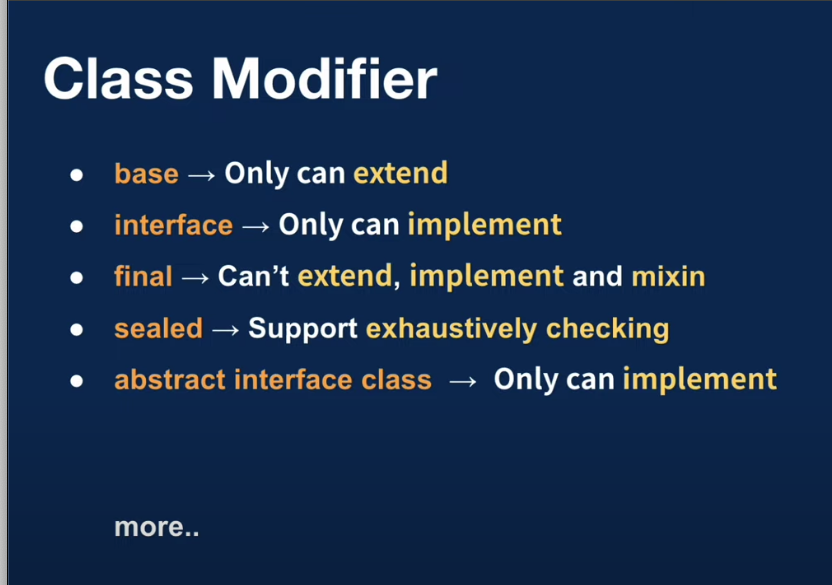 Class Modifier
● base → Only can extend
● interface → Only can implement
● final → Can't extend, implement and mixin
● sealed → Support exhaustively checking
● abstract interface class → Only can implement
more..